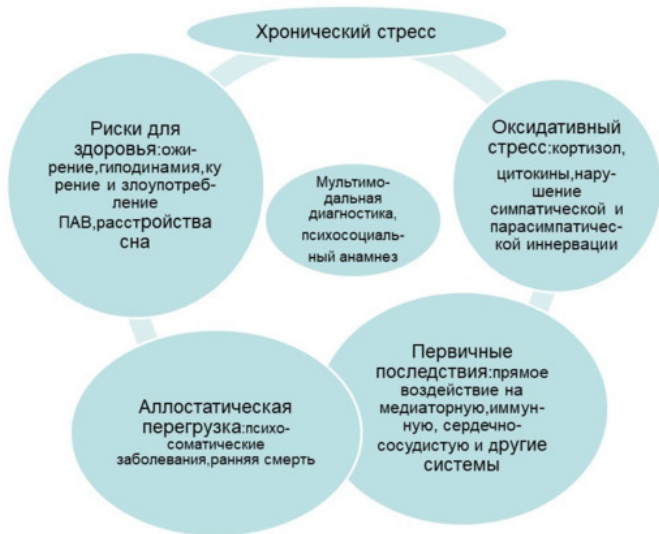 Хронический стресс
Риски для
здоровья:ожи-
рение,гиподинамия,ку
рение и злоупотреб-
ление
ПАВ,расстройства
сна
Оксидативный
стресс:кортизол,
цитокины,нару-
шение
симпатической и
парасимпатичес-
кой иннервации
Мультимо-
дальная
диагностика,
психосоциаль-
ный анамнез
Первичные
последствия:прямое
воздействие на
медиаторную,иммун-
ную, сердечно-
сосудистую и другие
системы
Аллостатическая
перегрузка:психо-
соматические
заболевания,ранняя смерть